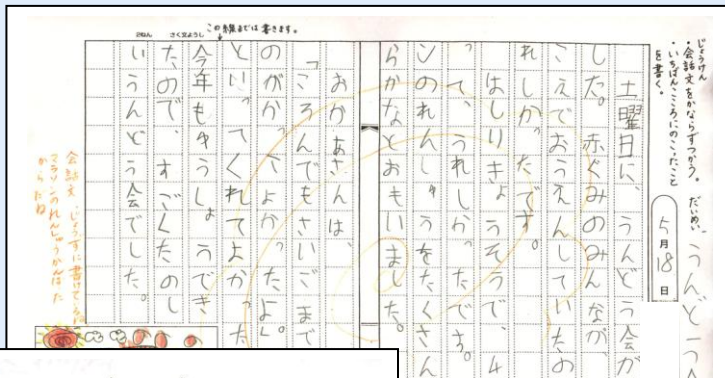 じょうけん
・会話文をかならずつかう。
・いちばんこころにのこったこと
を書く。
だいめい
うんどう
5月18日
この線までは書きます。
2ねん さく文ようし
土曜日に、うんどう会が
した。赤ぐみのみんなが、
こえでおうえんしていたの
れしかったです。
はしりきょうそうで、4
って、うれしかったです。
ンのれんしゅうをたくさん
らかなとおもいました。
おかあさんは、
「ころんでもさいごまで
のがかっこよかったよ」。
といってくれてよかった
今年もゆうしょうでき
たので、すごくたのし
いうんどう会でした。
会話文、じょうずに書けているね
マラソンのれんしゅうがんばった
からだね